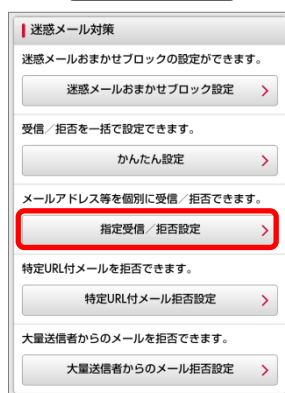 迷惑メール対策
迷惑メールおまかせブロックの設定ができます。
迷惑メールおまかせブロック設定
受信／拒否を一括で設定できます。
かんたん設定
メールアドレス等を個別に受信／拒否できます。
指定受信／拒否設定
特定URL付メールを拒否できます。
特定URL付メール拒否設定
大量送信者からのメールを拒否できます。
大量送信者からのメール拒否設定